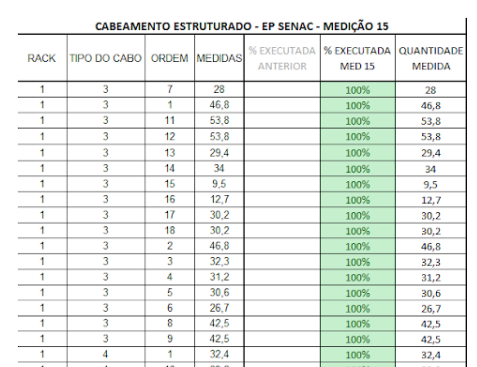 CABEAMENTO ESTRUTURADO - EP SENAC - MEDIÇÃO 15
RACK TIPO DO CABO ORDEM MEDIDAS % EXECUTADA ANTERIOR % EXECUTADA MED 15 QUANTIDADE MEDIDA
1 3 7 28 100% 28
1 3 1 46,8 100% 46,8
1 3 11 53,8 100% 53,8
1 3 12 53,8 100% 53,8
1 3 13 29,4 100% 29,4
1 3 14 34 100% 34
1 3 15 9,5 100% 9,5
1 3 16 12,7 100% 12,7
1 3 17 30,2 100% 30,2
1 3 18 30,2 100% 30,2
1 3 2 46,8 100% 46,8
1 3 3 32,3 100% 32,3
1 3 4 31,2 100% 31,2
1 3 5 30,6 100% 30,6
1 3 6 26,7 100% 26,7
1 3 8 42,5 100% 42,5
1 3 9 42,5 100% 42,5
1 4 1 32,4 100% 32,4